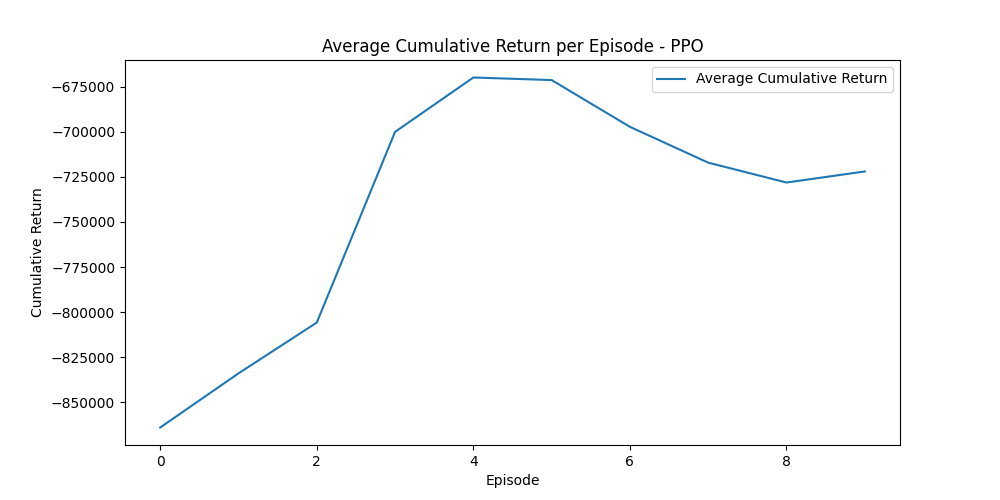 Average Cumulative Return per Episode - PPO
Average Cumulative Return
−675000
−700000
−725000
−750000
−775000
−800000
−825000
−850000
Cumulative Return
0 2 4 6 8
Episode